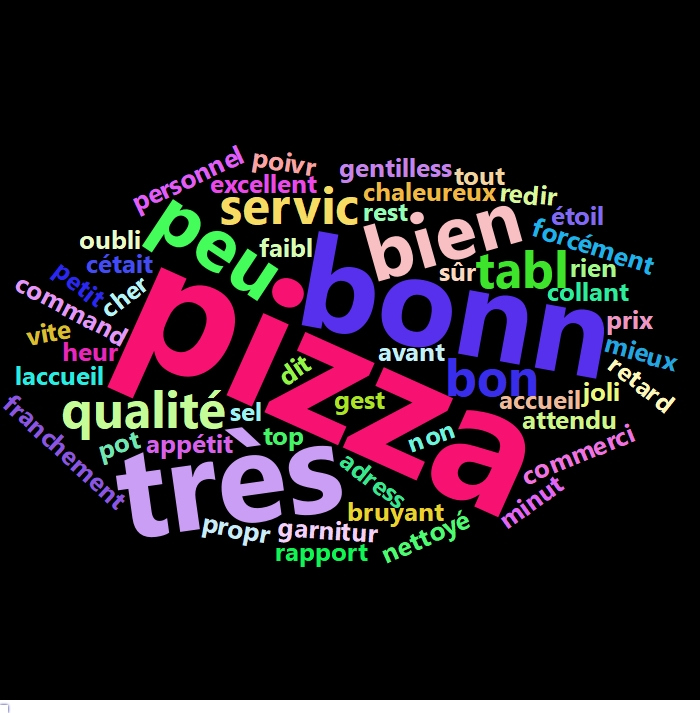 personnel
poivr
gentilless
tout
excellent
chaleureux
redir
servic
rest
étoil
peu
bien
forcément
oubli
faibl
cétait
sûr
tabl
rien
petit
cher
collant
command
bonn
pizza
prix
vite
heur
avant
mieux
laccueil
dit
bon
retard
qualité
sel
gest
accueil
joli
attendu
franchement
pot
appétit
top
non
très
adress
commerci
minut
propr
garnitur
bruyant
nettoyé
rapport